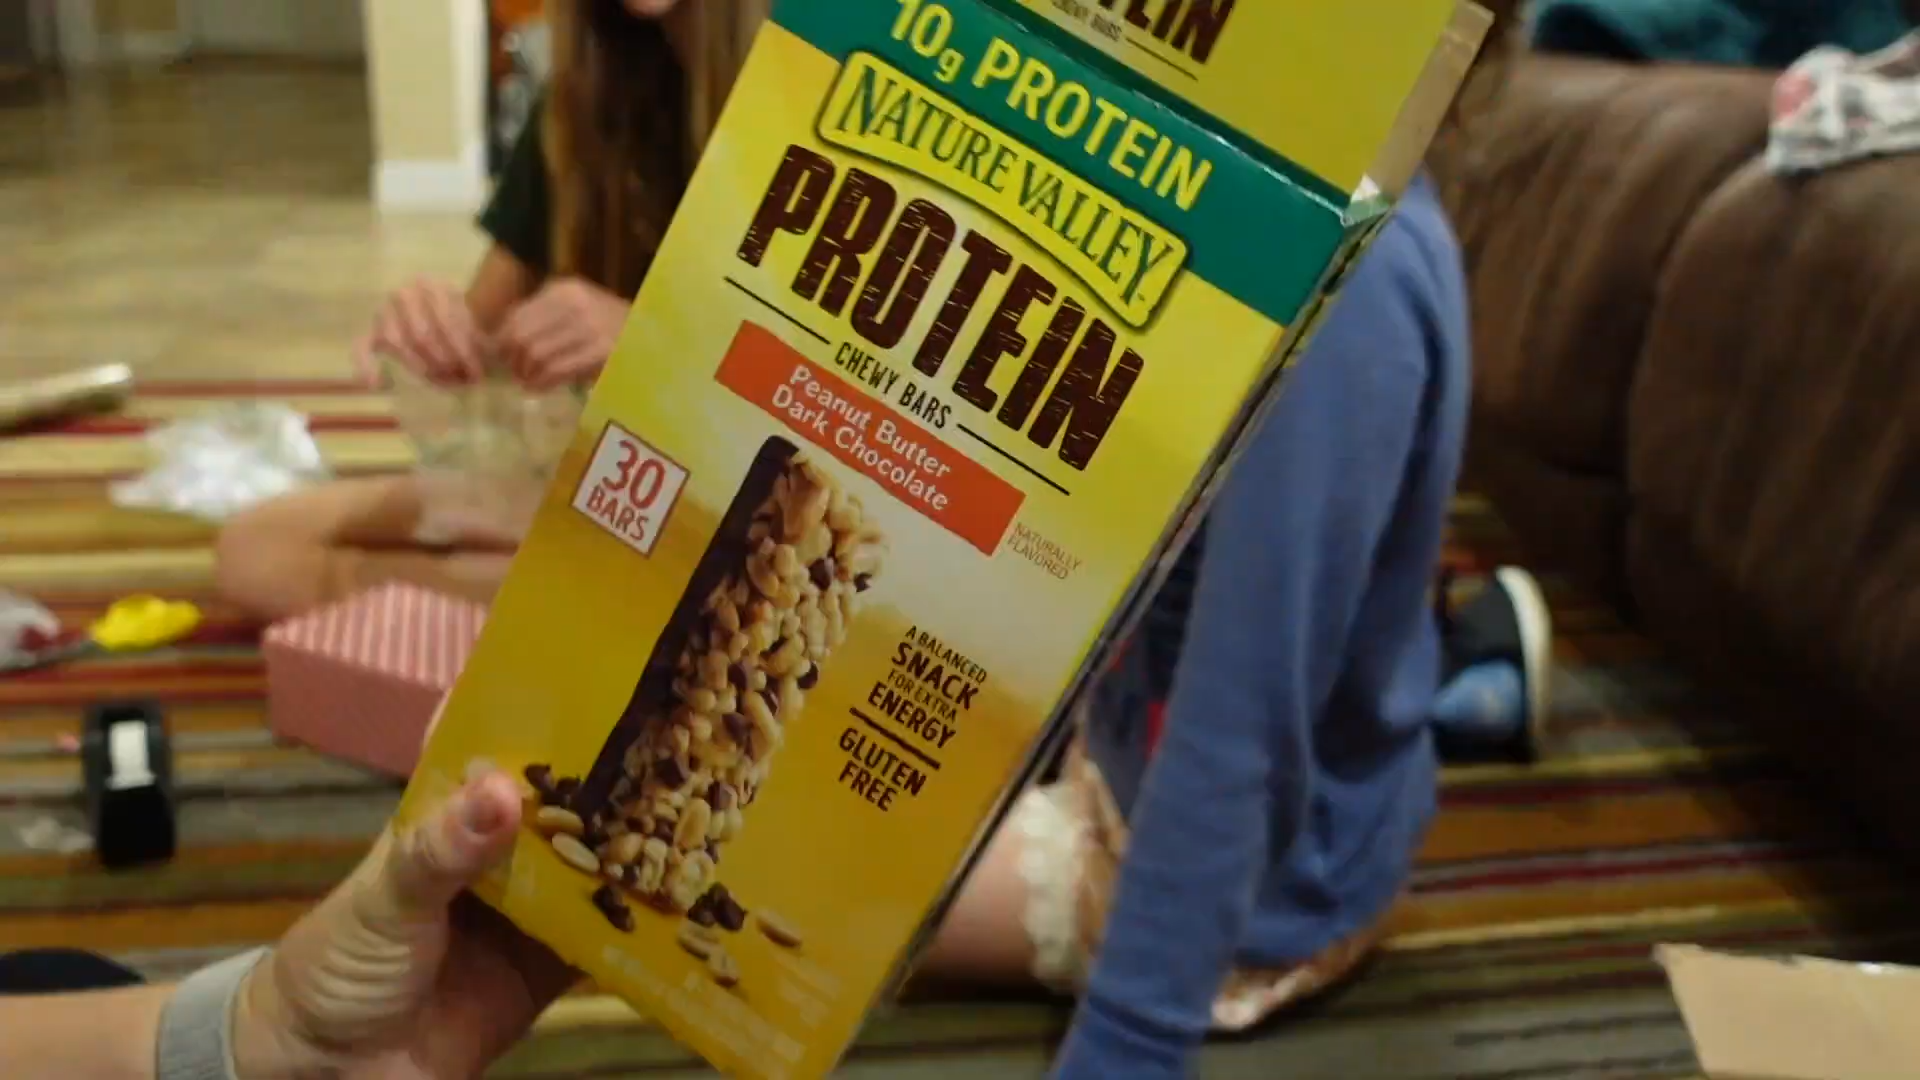 10g PROTEIN
NATURE VALLEY
PROTEIN
CHEWY BARS
Peanut Butter
Dark Chocolate
30
BARS
NATURALLY
FLAVORED
A BALANCED
SNACK
FOR EXTRA
ENERGY
GLUTEN
FREE